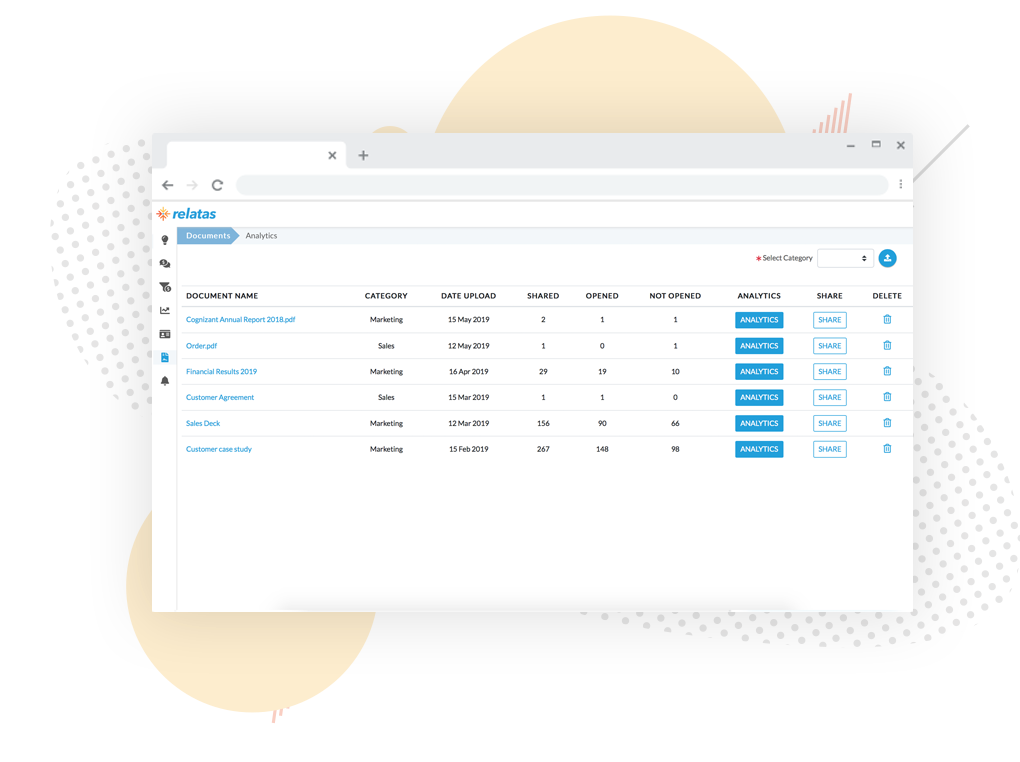 relatas
Documents Analytics
* Select Category
DOCUMENT NAME CATEGORY DATE UPLOAD SHARED OPENED NOT OPENED ANALYTICS SHARE DELETE
Cognizant Annual Report 2018.pdf Marketing 15 May 2019 2 1 1 ANALYTICS SHARE
Order.pdf Sales 12 May 2019 1 0 1 ANALYTICS SHARE
Financial Results 2019 Marketing 16 Apr 2019 29 19 10 ANALYTICS SHARE
Customer Agreement Sales 15 Mar 2019 1 1 0 ANALYTICS SHARE
Sales Deck Marketing 12 Mar 2019 156 90 66 ANALYTICS SHARE
Customer case study Marketing 15 Feb 2019 267 148 98 ANALYTICS SHARE